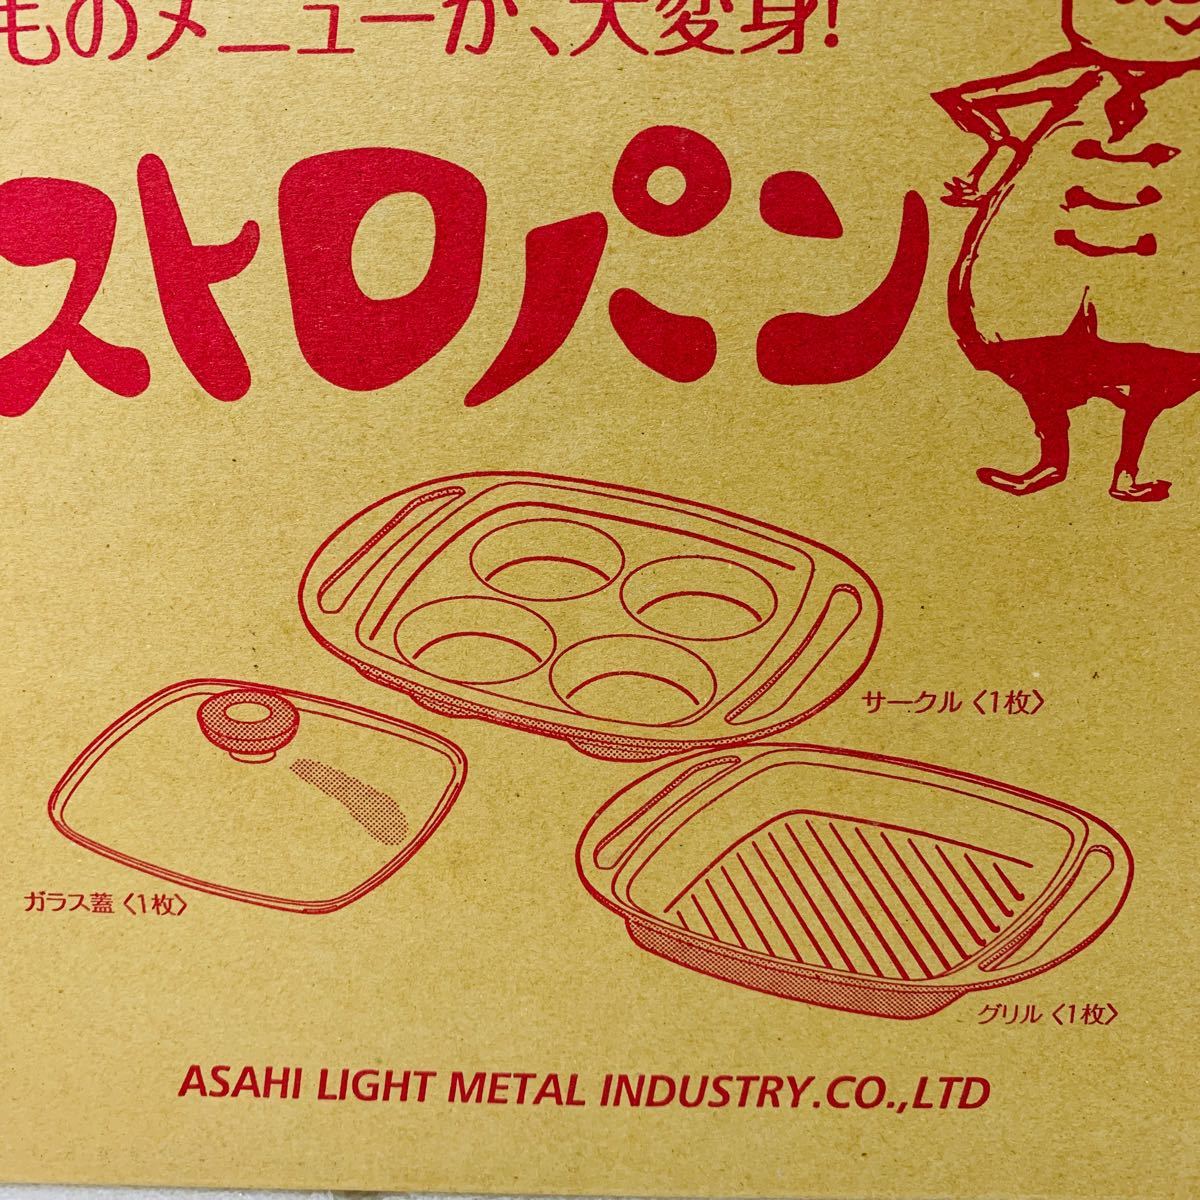 ものメニューが、大変身!
ストロパン
サークル〈1枚〉
ガラス蓋〈1枚〉
グリル〈1枚〉
ASAHI LIGHT METAL INDUSTRY.CO.,LTD